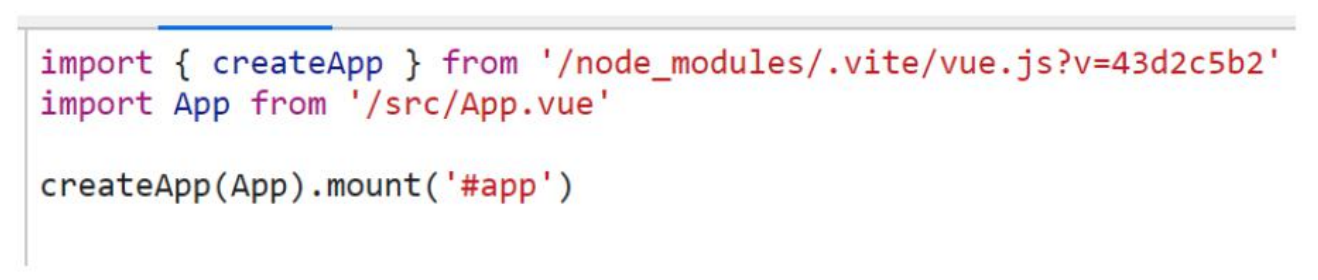 import { createApp } from '/node_modules/.vite/vue.js?v=43d2c5b2'
import App from '/src/App.vue'
createApp(App).mount('#app')